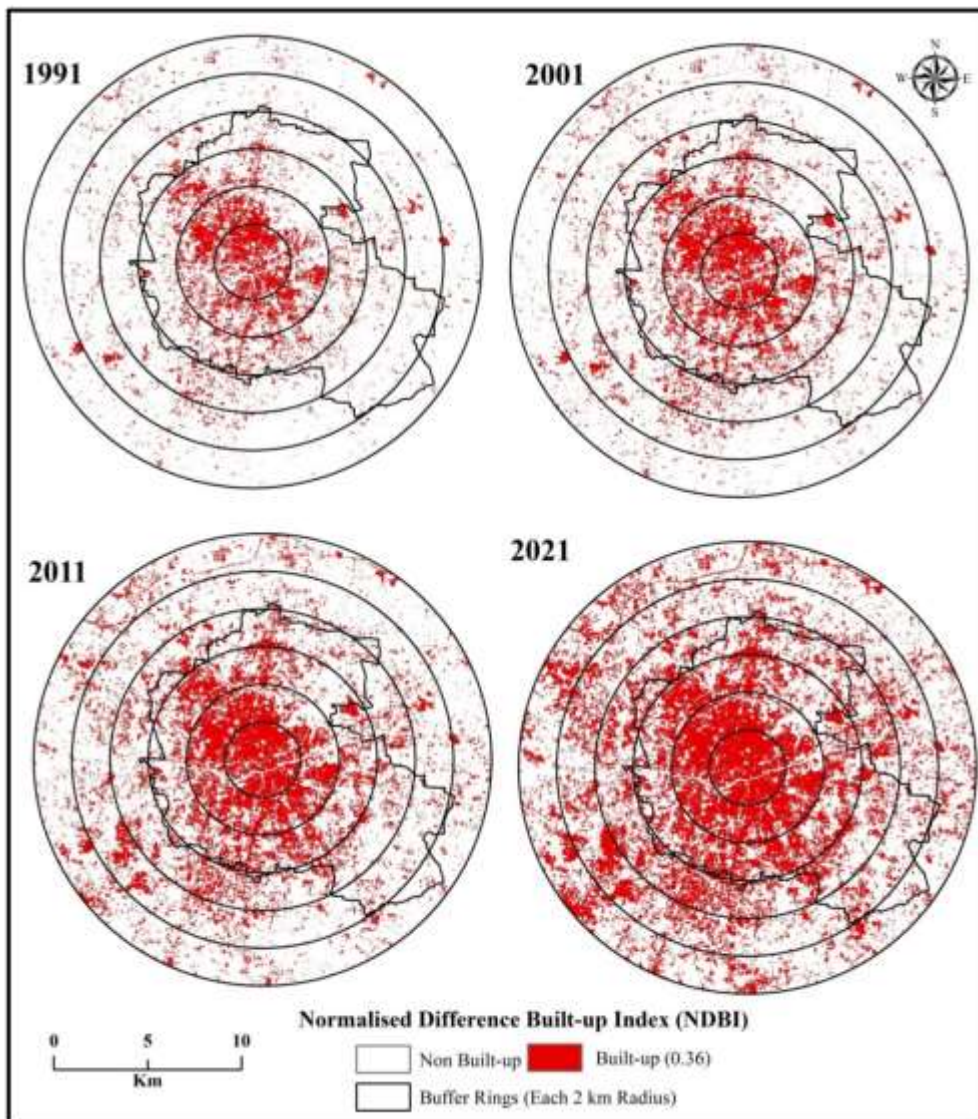 1991
2001
N
W E
S
2011
2021
Normalised Difference Built-up Index (NDBI)
0 5 10
Km
Non Built-up
Built-up (0.36)
Buffer Rings (Each 2 km Radius)